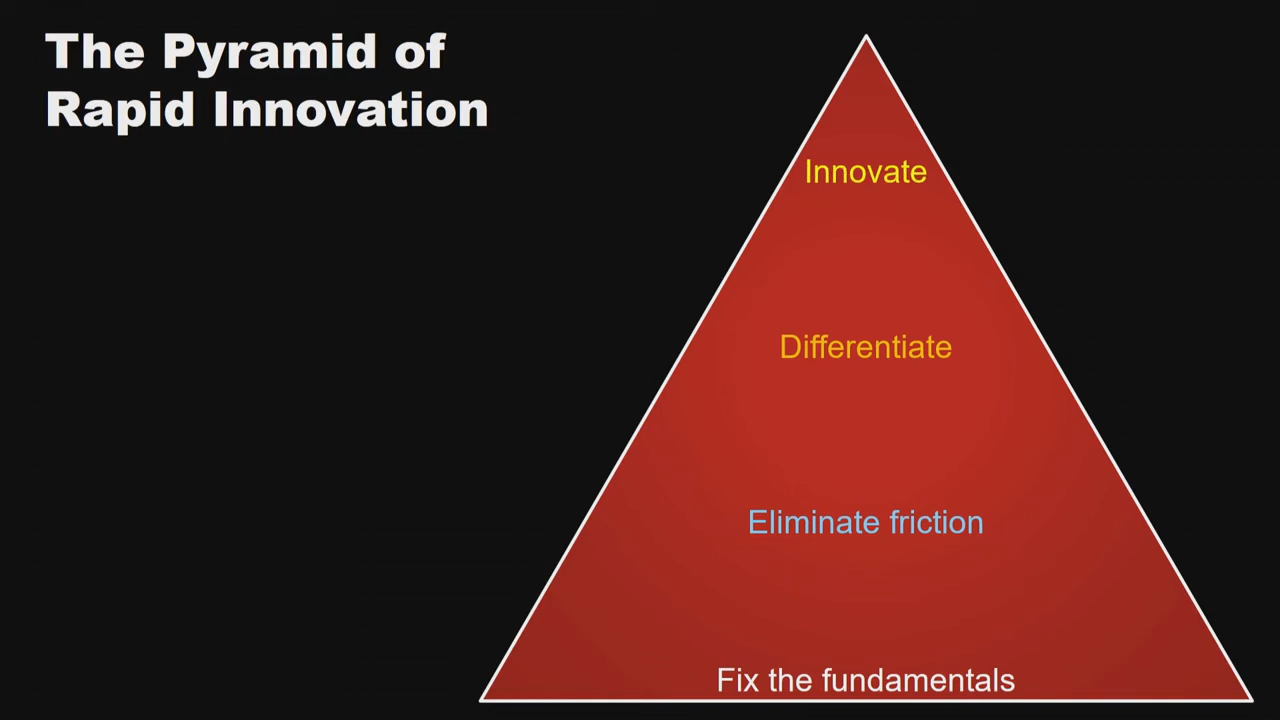 The Pyramid of
Rapid Innovation
Innovate
Differentiate
Eliminate friction
Fix the fundamentals